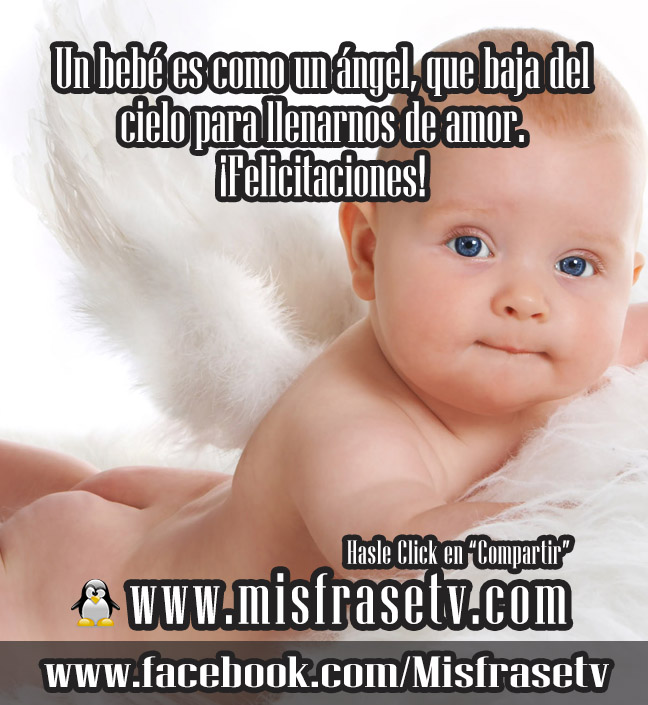 Un bebé es como un ángel, que baja del
cielo para llenarnos de amor.
¡Felicitaciones!
Hasle Click en “Compartir”
www.misfrasetv.com
www.facebook.com/Misfrasetv